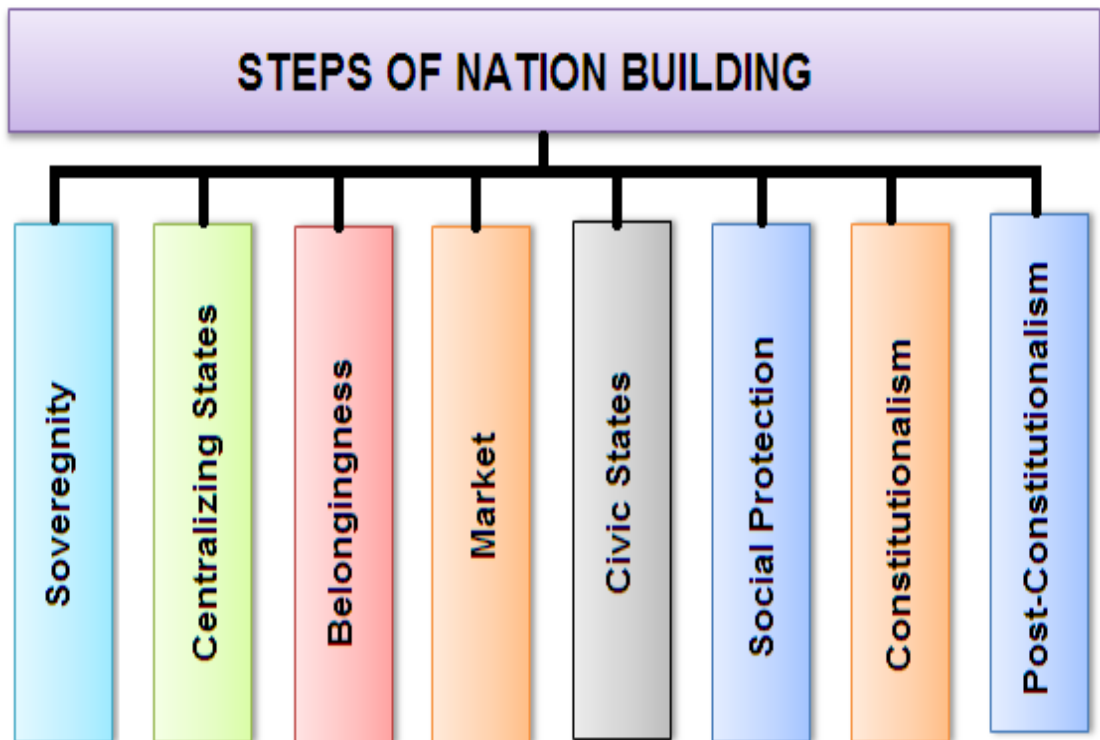 STEPS OF NATION BUILDING
Soveregnity
Centralizing States
Belongingness
Market
Civic States
Social Protection
Constitutionalism
Post-Constitutionalism